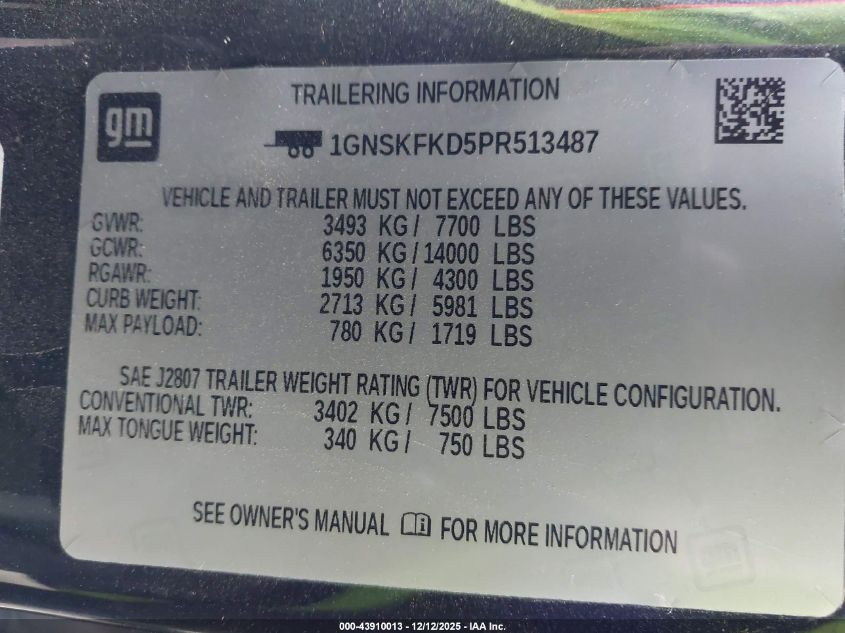 gm
TRAILERING INFORMATION
1GNSKFKD5PR513487
VEHICLE AND TRAILER MUST NOT EXCEED ANY OF THESE VALUES.
GVWR: 3493 KG/ 7700 LBS
GCWR: 6350 KG/14000 LBS
RGAWR: 1950 KG/ 4300 LBS
CURB WEIGHT: 2713 KG/ 5981 LBS
MAX PAYLOAD: 780 KG/ 1719 LBS
SAE J2807 TRAILER WEIGHT RATING (TWR) FOR VEHICLE CONFIGURATION.
CONVENTIONAL TWR: 3402 KG/ 7500 LBS
MAX TONGUE WEIGHT: 340 KG/ 750 LBS
SEE OWNER'S MANUAL FOR MORE INFORMATION
gm
000-43910013 - 12/12/2025 - IAA Inc.